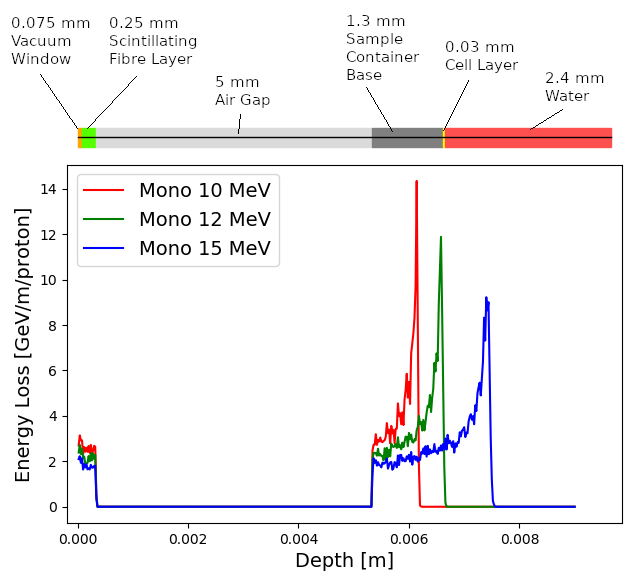 0.075 mm
Vacuum
Window
0.25 mm
Scintillating
Fibre Layer
5 mm
Air Gap
1.3 mm
Sample
Container
Base
0.03 mm
Cell Layer
2.4 mm
Water
Mono 10 MeV
Mono 12 MeV
Mono 15 MeV
Energy Loss [GeV/m/proton]
14
12
10
8
6
4
2
0
0.000
0.002
0.004
0.006
0.008
Depth [m]